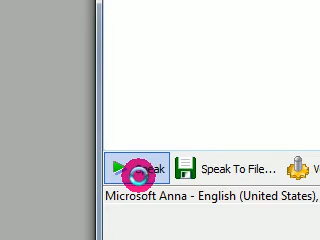 Speak To File...
Microsoft Anna - English (United States),